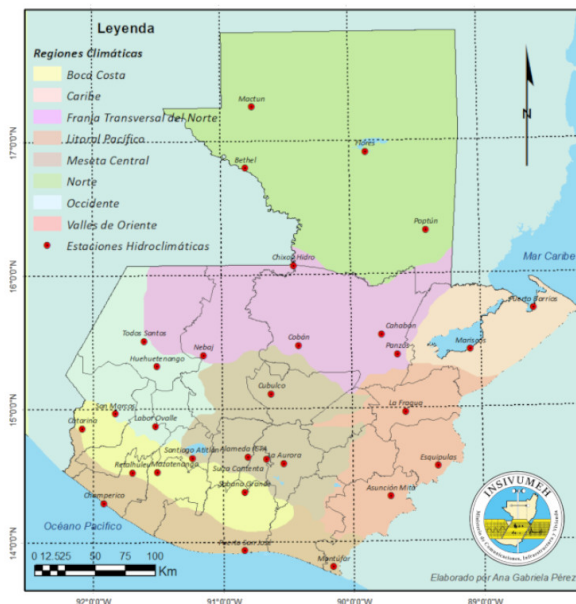 Leyenda
Regiones Climáticas
Boca Costa
Caribe
Franja Transversal del Norte
Litoral Pacífico
Meseta Central
Norte
Occidente
Valles de Oriente
Estaciones Hidroclimáticas
N
Mactun
Flores
Bethel
Poptún
Chixoy Hidro
Mar Caribe
Puerto Barrios
Todos Santos
Nebaj
Cobán
Cahabon
Panzós
Mariscos
Huehuetenango
Cubulco
San Marcos
Labor Ovalle
La Fragua
Catarina
Santiago Atitlán
Alameda ICTA
La Aurora
Esquipulas
Retalhuleu
Mazatenango
Suiza Contenta
Sabana Grande
Asunción Mita
Champerico
Puerto San José
Montúfar
Océano Pacífico
17°0'0"N
16°0'0"N
15°0'0"N
14°0'0"N
0 12.525 50 75 100
Km
INSIVUMEH
Elaborado por Ana Gabriela Pérez
92°0'0"W
91°0'0"W
90°0'0"W
89°0'0"W